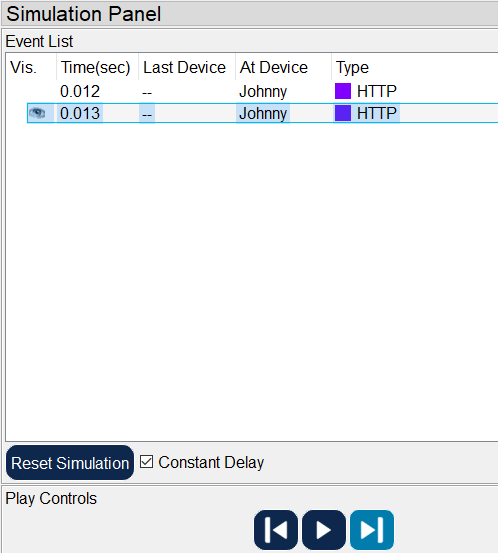 Simulation Panel
Event List
Vis. Time(sec) Last Device At Device Type
0.012 -- Johnny HTTP
0.013 -- Johnny HTTP
Reset Simulation Constant Delay
Play Controls